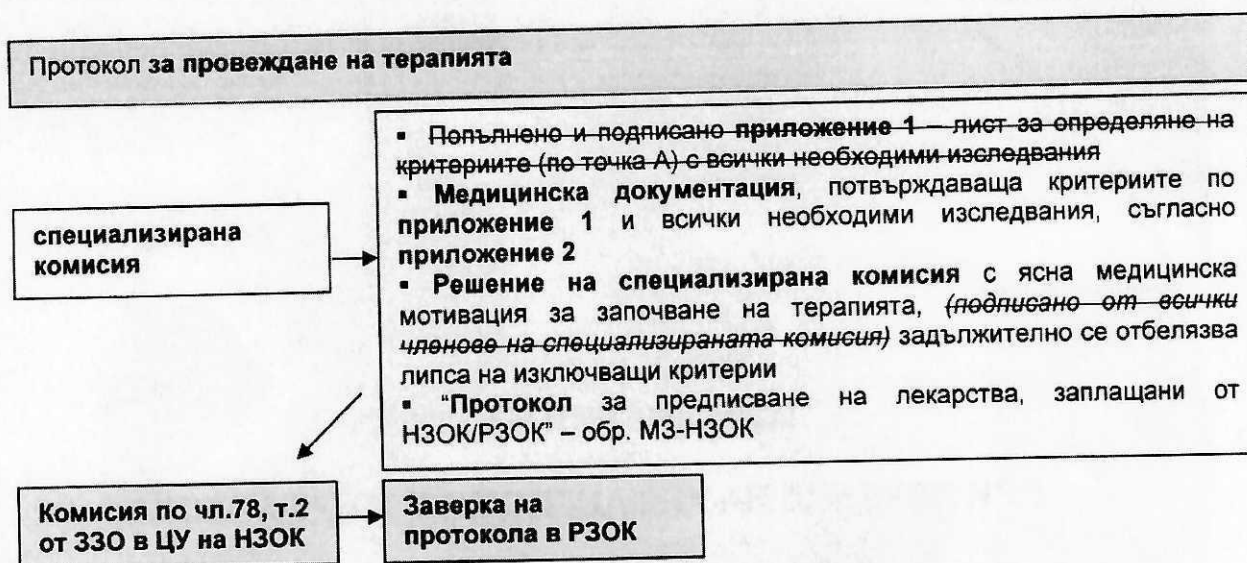 Протокол за провеждане на терапията
▪ Попълнено и подписано приложение 1 – лист за определяне на
критериите (по точка А) с всички необходими изследвания
▪ Медицинска документация, потвърждаваща критериите по
приложение 1 и всички необходими изследвания, съгласно
приложение 2
▪ Решение на специализирана комисия с ясна медицинска
мотивация за започване на терапията, (подписано от всички
членове на специализираната комисия) задължително се отбелязва
липса на изключващи критерии
▪ "Протокол за предписване на лекарства, заплащани от
НЗОК/РЗОК" – обр. МЗ-НЗОК
специализирана
комисия
Комисия по чл.78, т.2
от ЗЗО в ЦУ на НЗОК
Заверка на
протокола в РЗОК